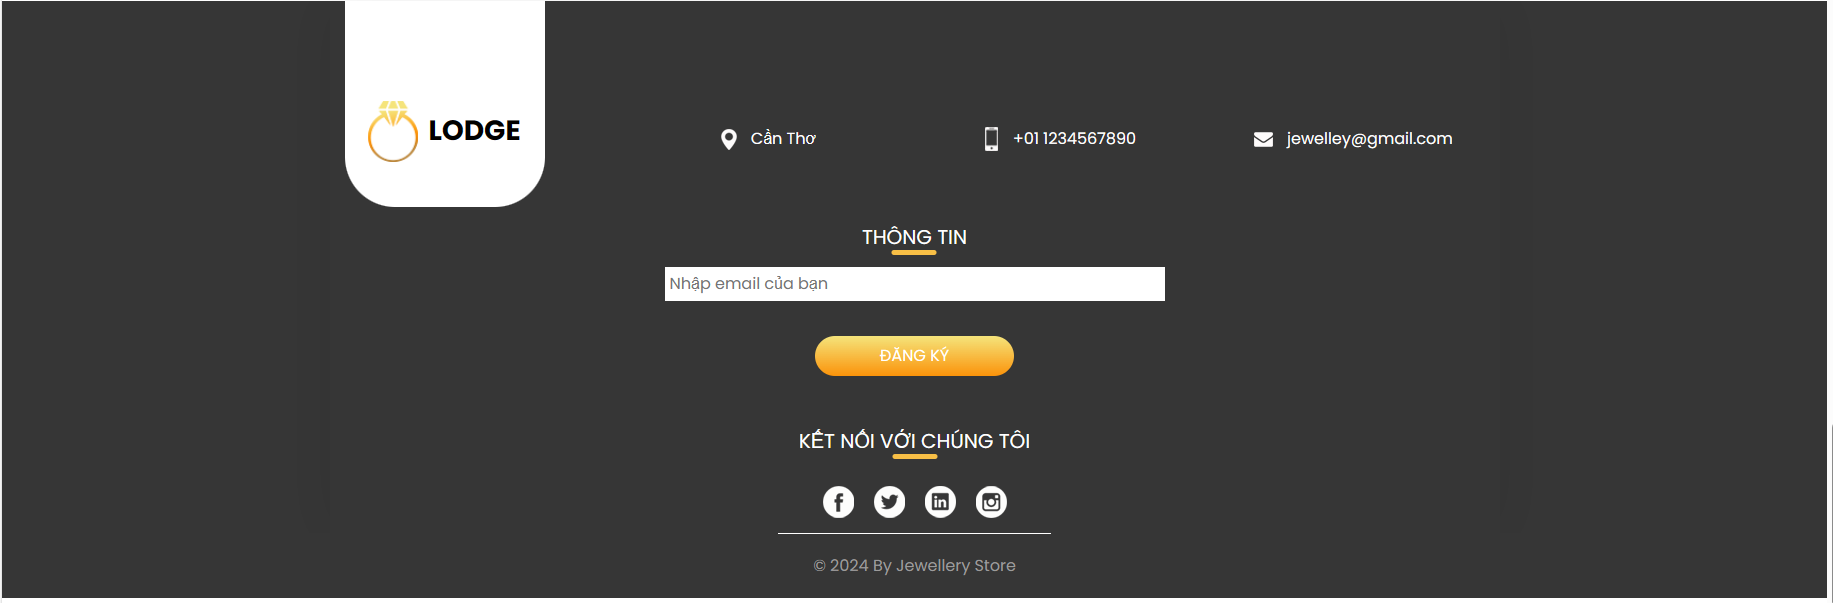 LODGE
Cần Thơ
+01 1234567890
jewelley@gmail.com
THÔNG TIN
Nhập email của bạn
ĐĂNG KÝ
KẾT NỐI VỚI CHÚNG TÔI
© 2024 By Jewellery Store